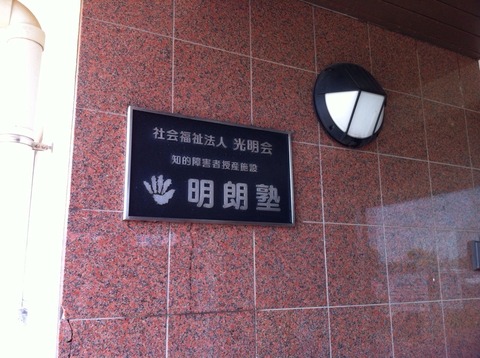 社会福祉法人 光明会
知的障害者授産施設
明朗塾